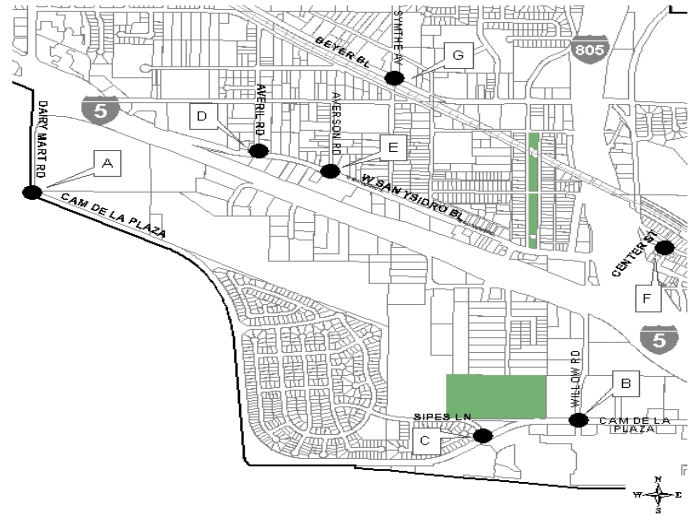 SYNTHE AV
BEYER BL
G
805
5
DAIRY MART RD
D
AVERIL RD
AVERSON RD
E
A
W SAN YSIDRO BL
CAM DE LA PLAZA
CENTER ST
F
5
WILLOW RD
B
SIPES LN
C
CAM DE LA
PLAZA
N
W E
S